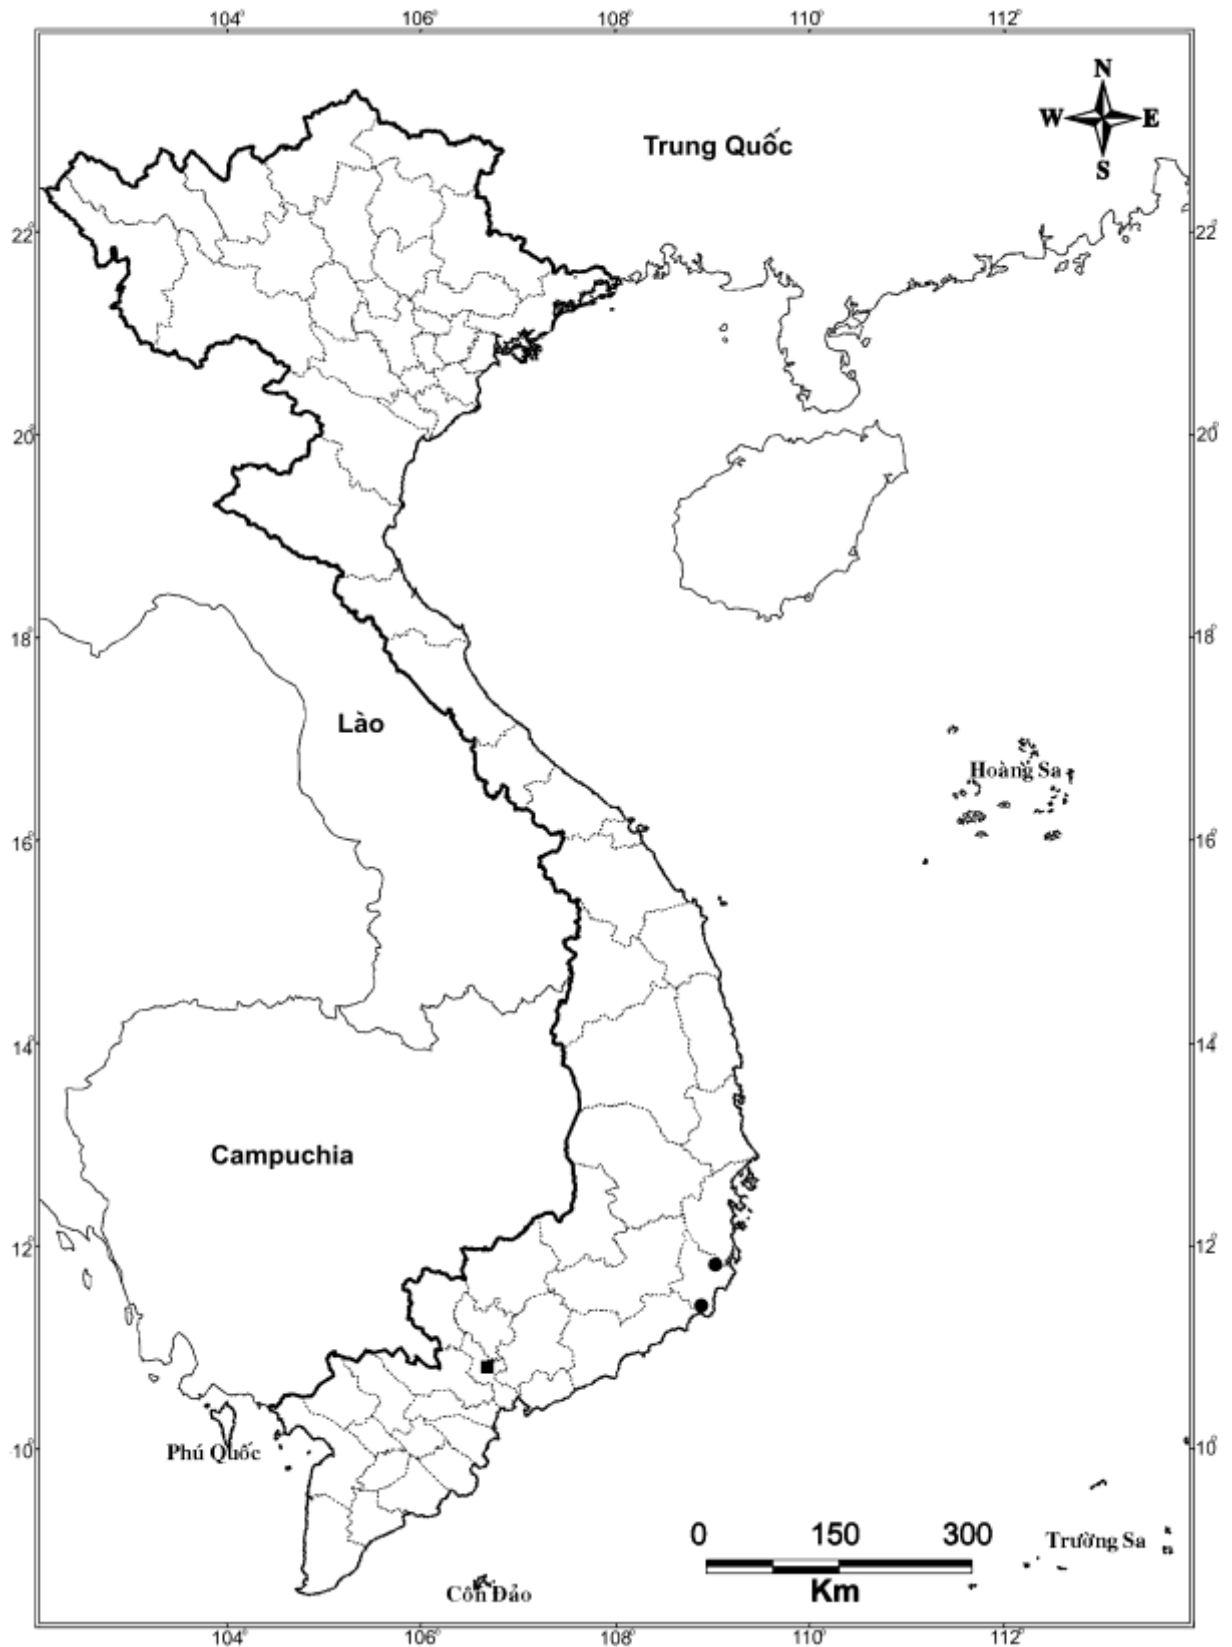 104° 106° 108° 110° 112°
N
W E
S
Trung Quốc
22° 22°
20° 20°
18° 18°
Lào
Hoàng Sa
16° 16°
14° 14°
Campuchia
12° 12°
10° 10°
Phú Quốc
0 150 300
Km
Trường Sa
Côn Đảo
104° 106° 108° 110° 112°